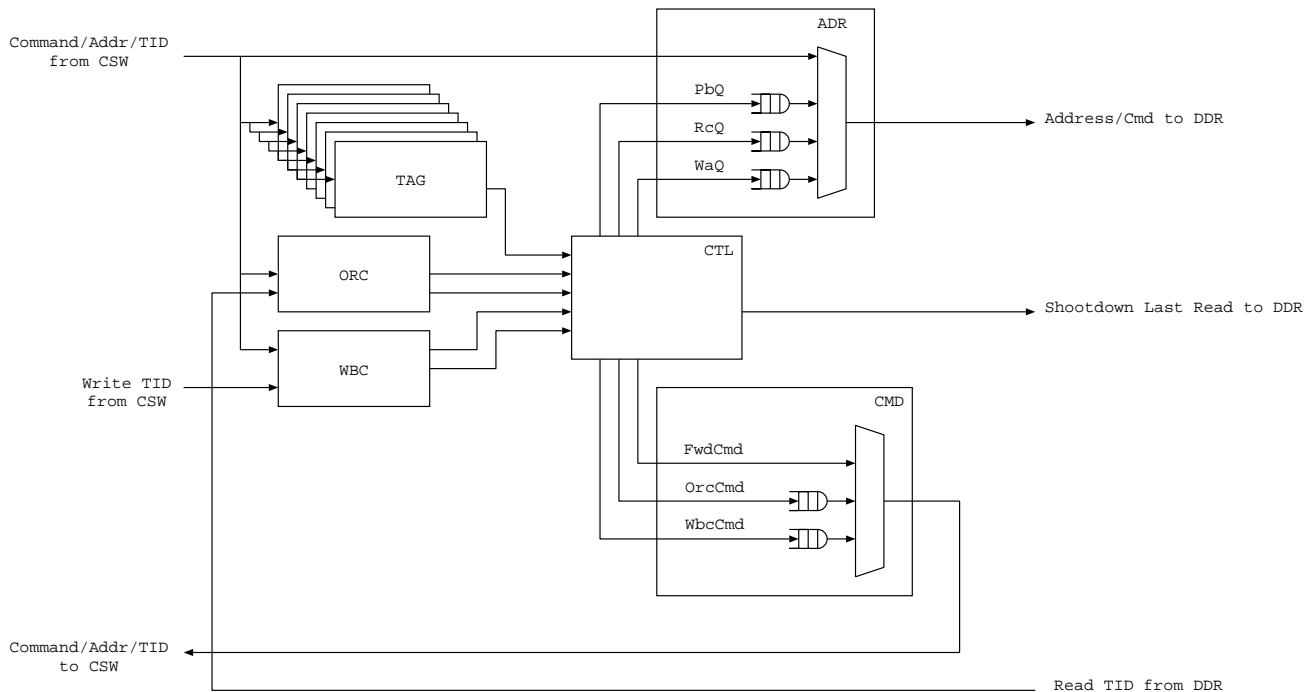 ADR
Command/Addr/TID
from CSW
PbQ
Address/Cmd to DDR
RcQ
WaQ
TAG
CTL
ORC
Shootdown Last Read to DDR
WBC
Write TID
from CSW
CMD
FwdCmd
OrcCmd
WbcCmd
Command/Addr/TID
to CSW
Read TID from DDR